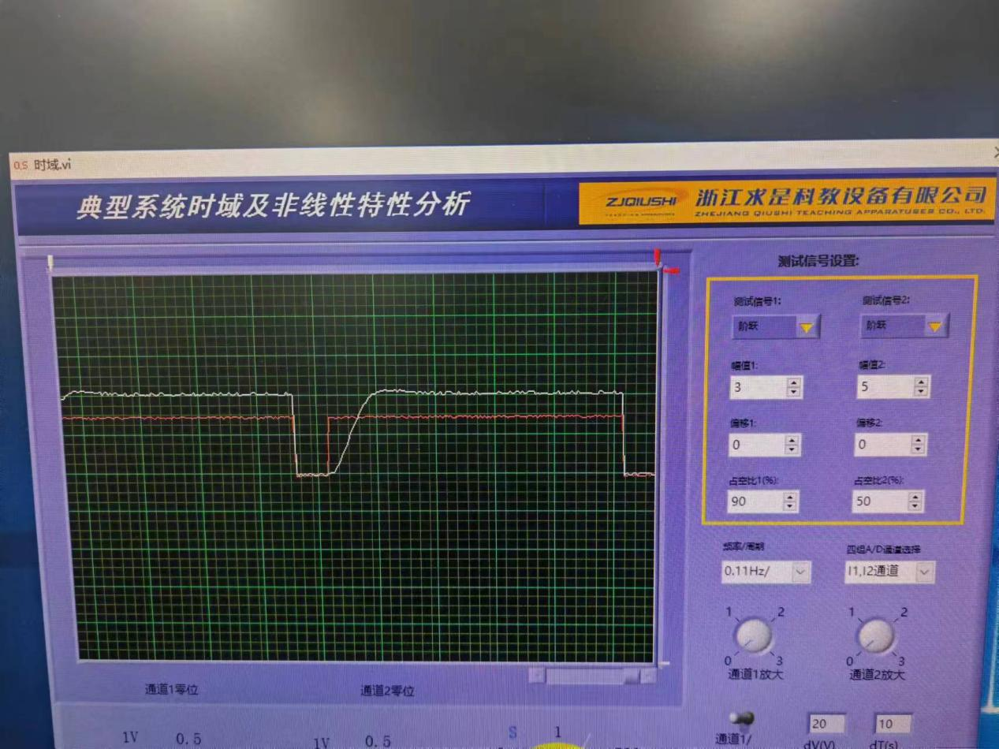 0.5 时域.vi
典型系统时域及非线性特性分析
ZJQIUSHI
浙江求是科教设备有限公司
ZHEJIANG QIUSHI TEACHING APPARATUSES CO., LTD.
测试信号设置:
测试信号1: 测试信号2:
阶跃 阶跃
幅值1: 幅值2:
3 5
偏移1: 偏移2:
0 0
占空比1(%): 占空比2(%):
90 50
频率/周期 四组A/D通道选择
0.11Hz/ I1,I2通道
1 2 1 2
0 3 0 3
通道1放大 通道2放大
通道1零位 通道2零位
20 10
通道1/ dV(V) dT(s)
1V 0.5 1V 0.5 S 1